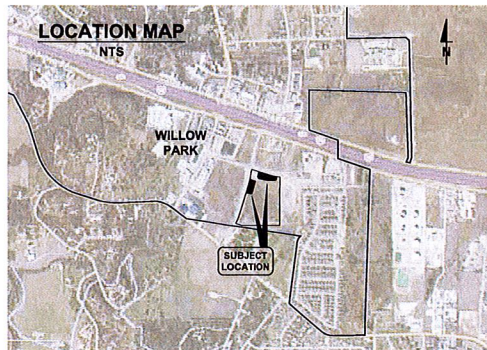 LOCATION MAP
NTS
N
WILLOW
PARK
SUBJECT
LOCATION